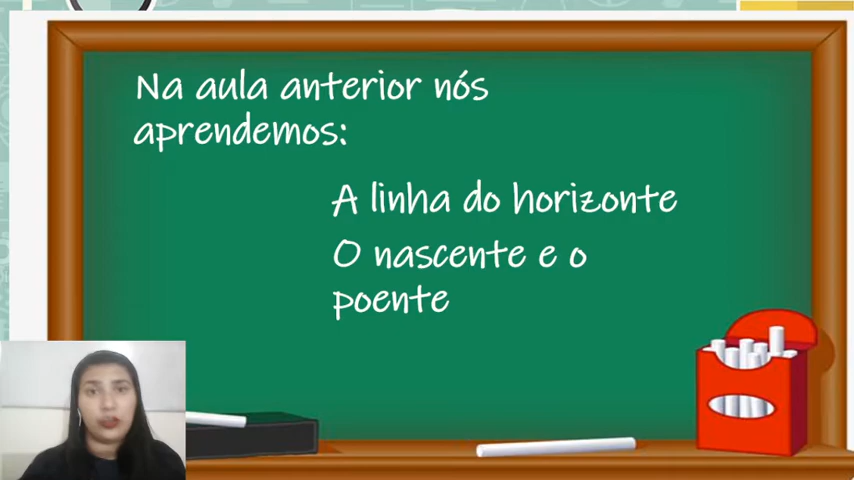 Na aula anterior nós
aprendemos:
A linha do horizonte
O nascente e o
poente